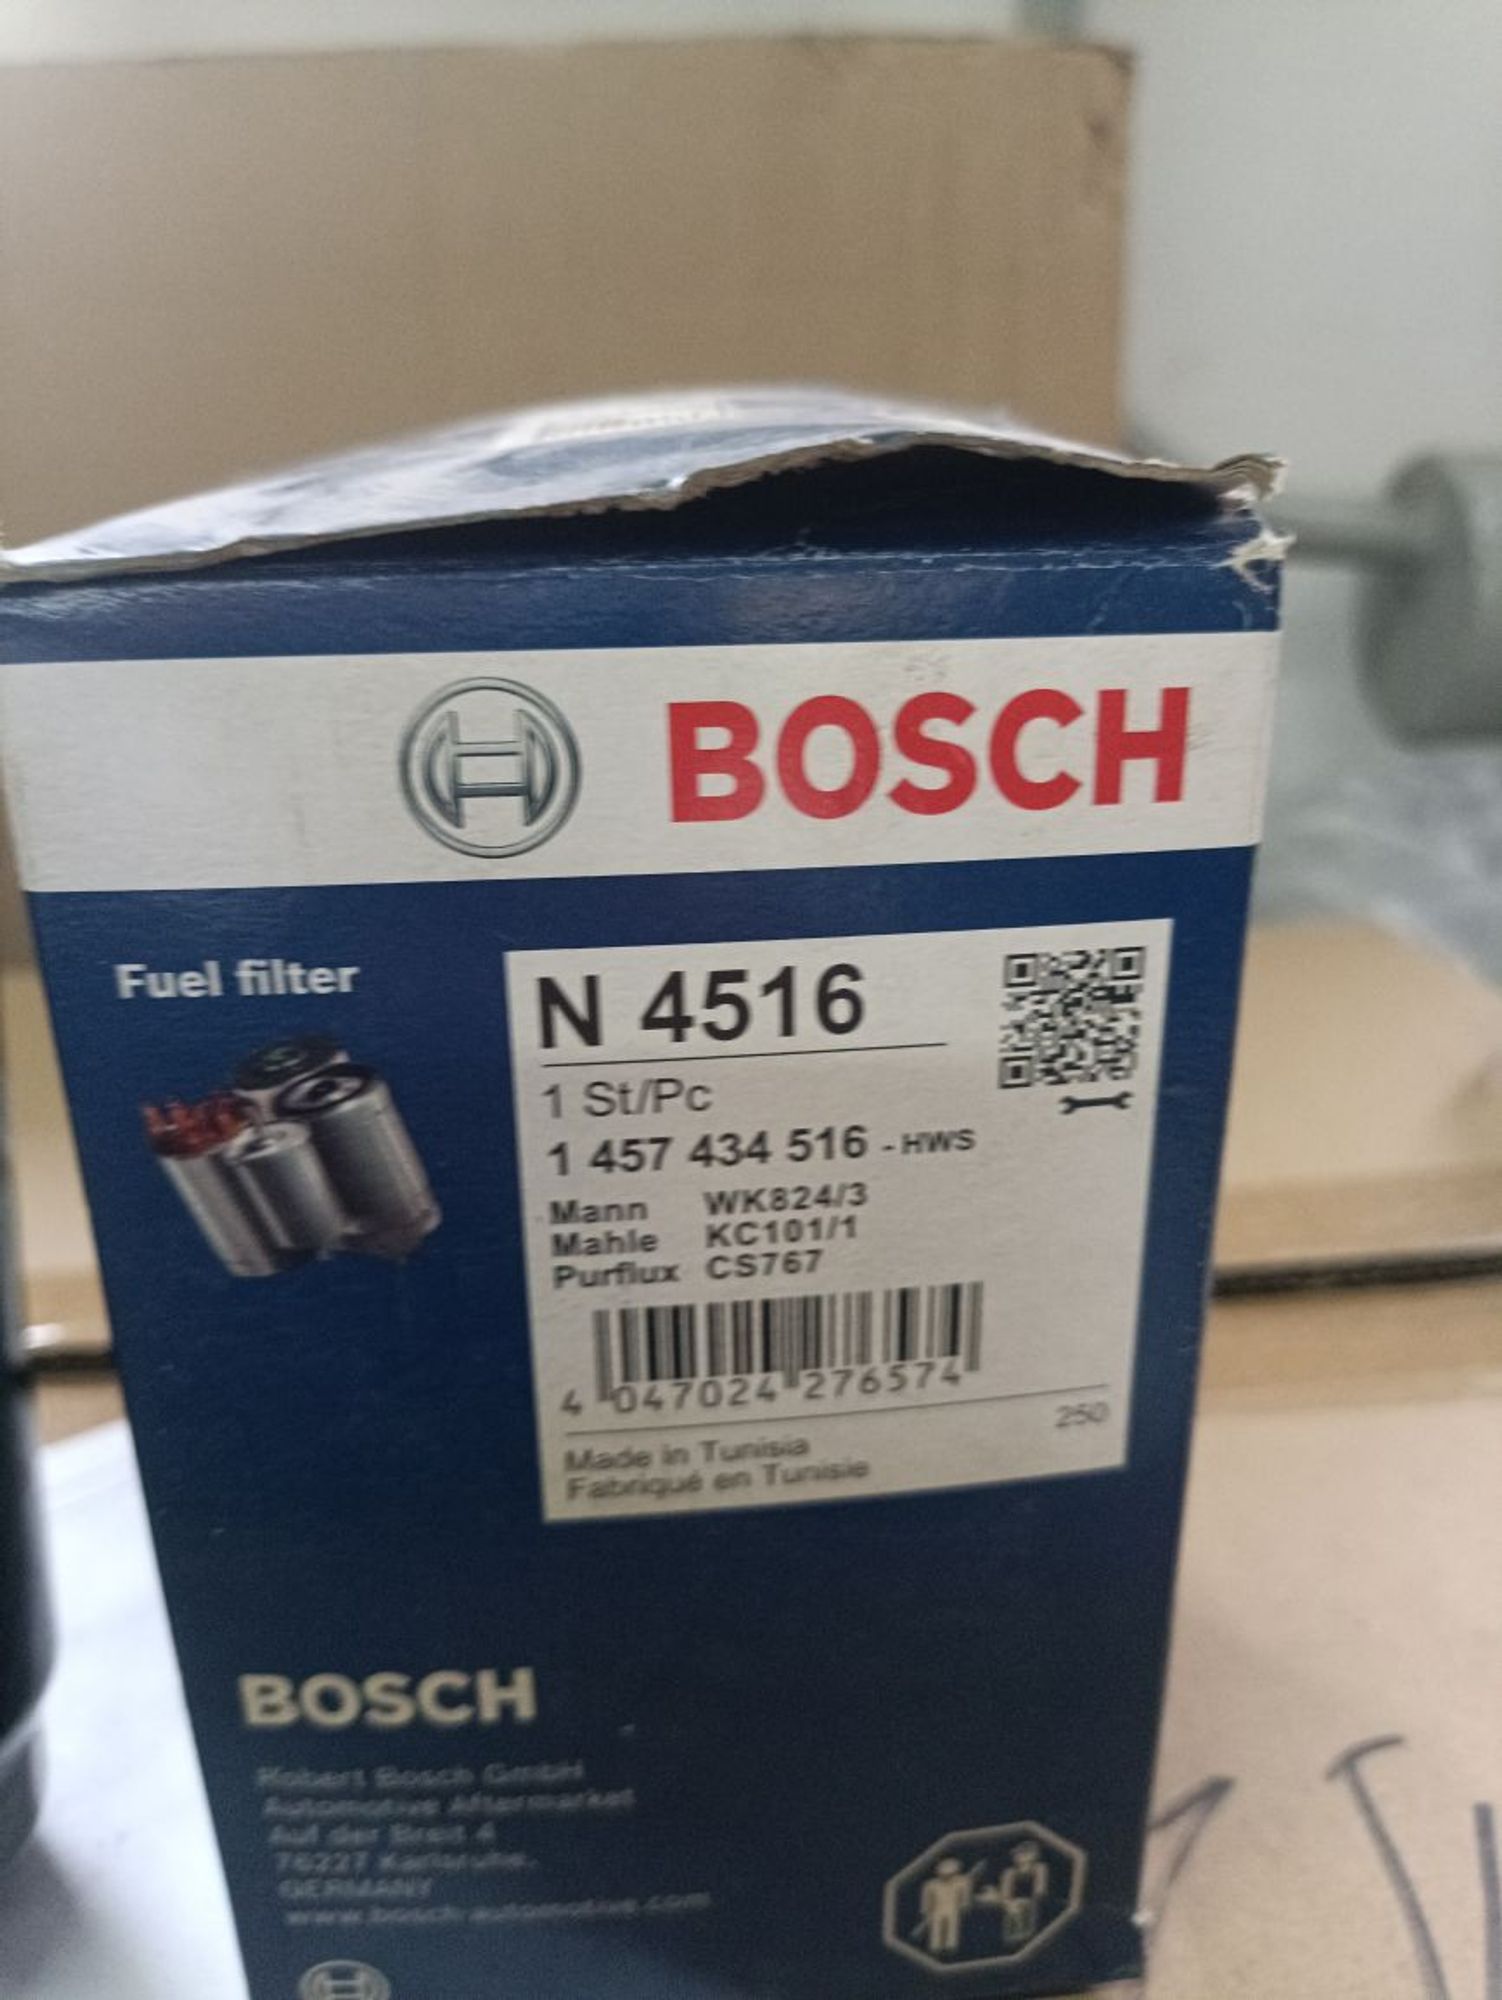 BOSCH
Fuel filter
N 4516
1 St/Pc
1 457 434 516 - HWS
Mann WK824/3
Mahle KC101/1
Purflux CS767
4 047024 276574
250
Made in Tunisia
Fabriqué en Tunisie
BOSCH
Robert Bosch GmbH
Automotive Aftermarket
Auf der Breit 4
76227 Karlsruhe,
GERMANY
www.bosch-automotive.com